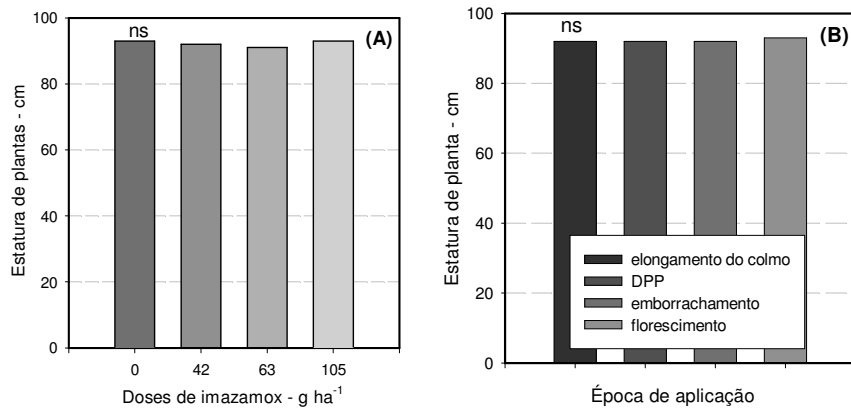 (A)
ns
Estatura de plantas - cm
100
80
60
40
20
0
0 42 63 105
Doses de imazamox - g ha⁻¹
(B)
ns
Estatura de planta - cm
100
80
60
40
20
0
elongamento do colmo
DPP
emborrachamento
florescimento
Época de aplicação